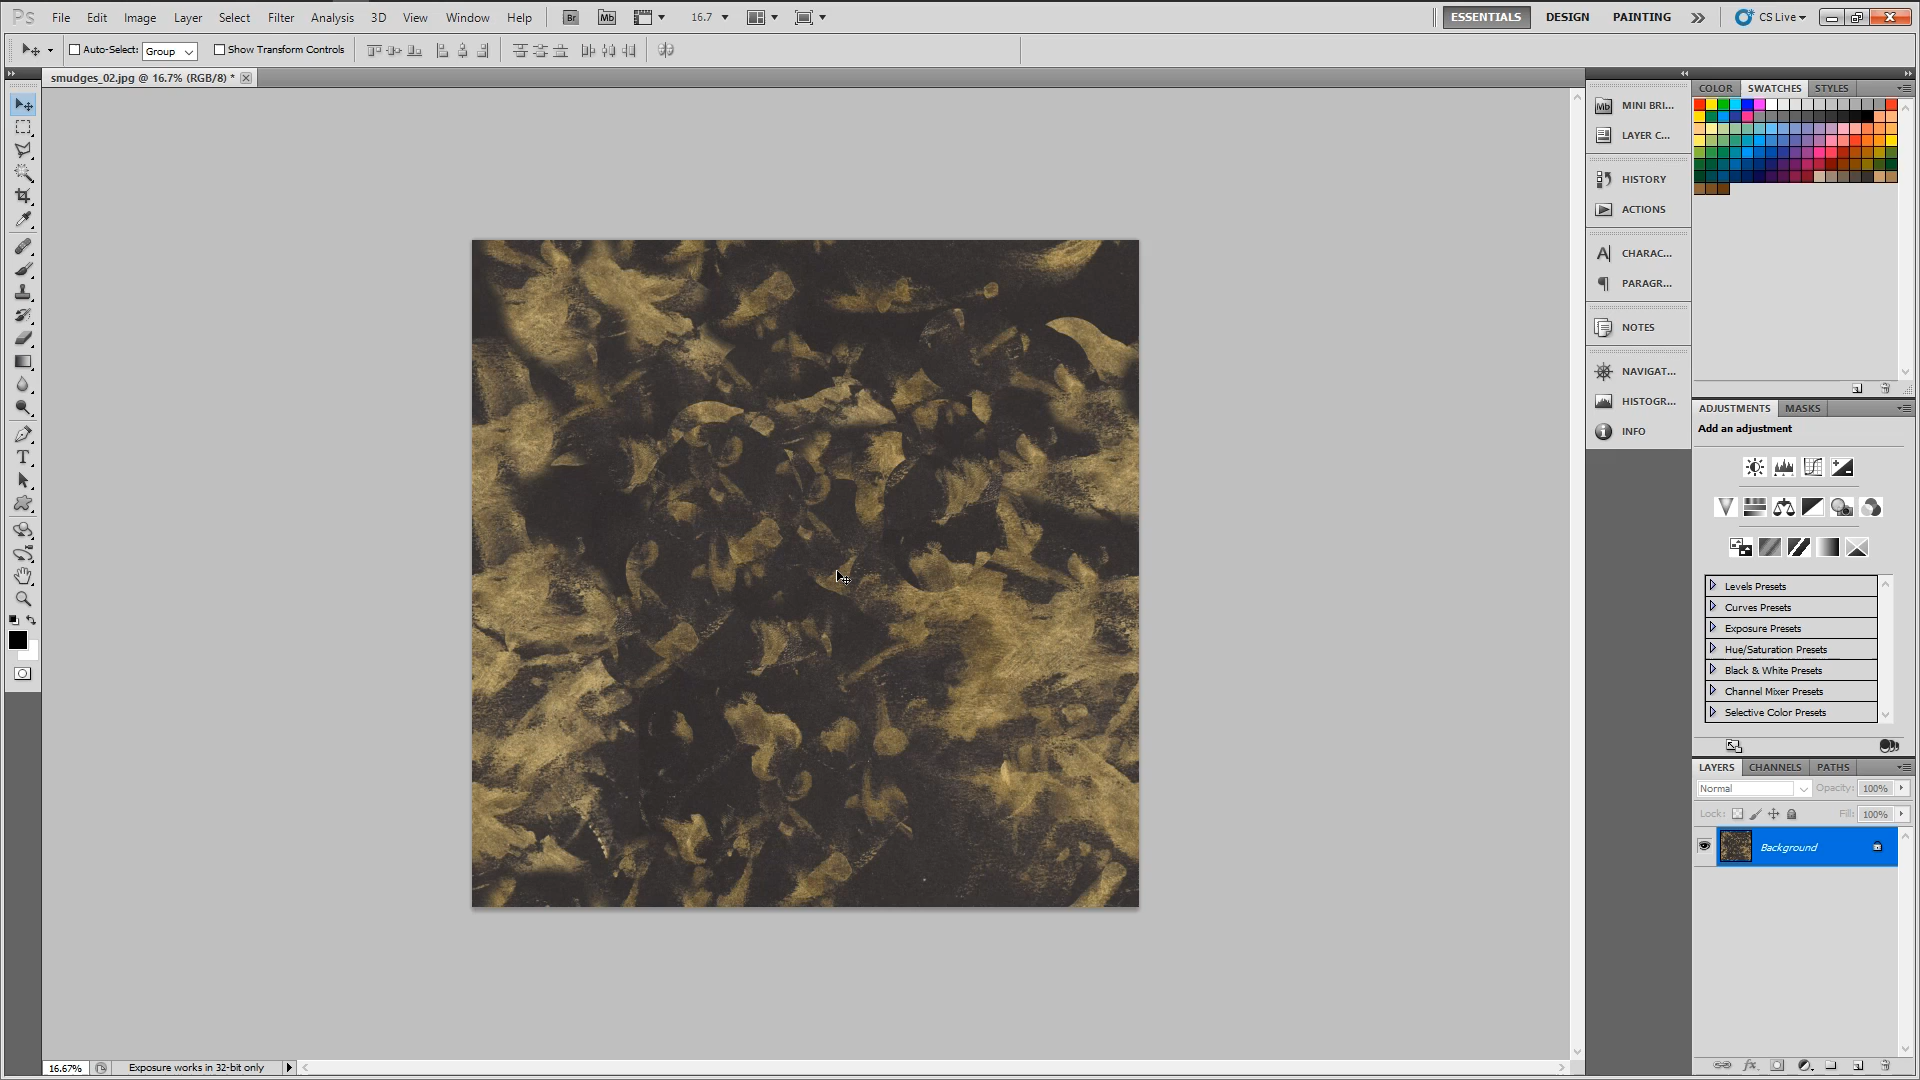 Ps File Edit Image Layer Select Filter Analysis 3D View Window Help Br Mb 16.7 ESSENTIALS DESIGN PAINTING CS Live
Auto-Select: Group Show Transform Controls
smudges_02.jpg @ 16.7% (RGB/8) *
MINI BRI...
LAYER C...
HISTORY
ACTIONS
CHARAC...
PARAGR...
NOTES
NAVIGAT...
HISTOGR...
INFO
COLOR SWATCHES STYLES
ADJUSTMENTS MASKS
Add an adjustment
Levels Presets
Curves Presets
Exposure Presets
Hue/Saturation Presets
Black & White Presets
Channel Mixer Presets
Selective Color Presets
LAYERS CHANNELS PATHS
Normal Opacity: 100%
Lock: Fill: 100%
Background
16.67% Exposure works in 32-bit only